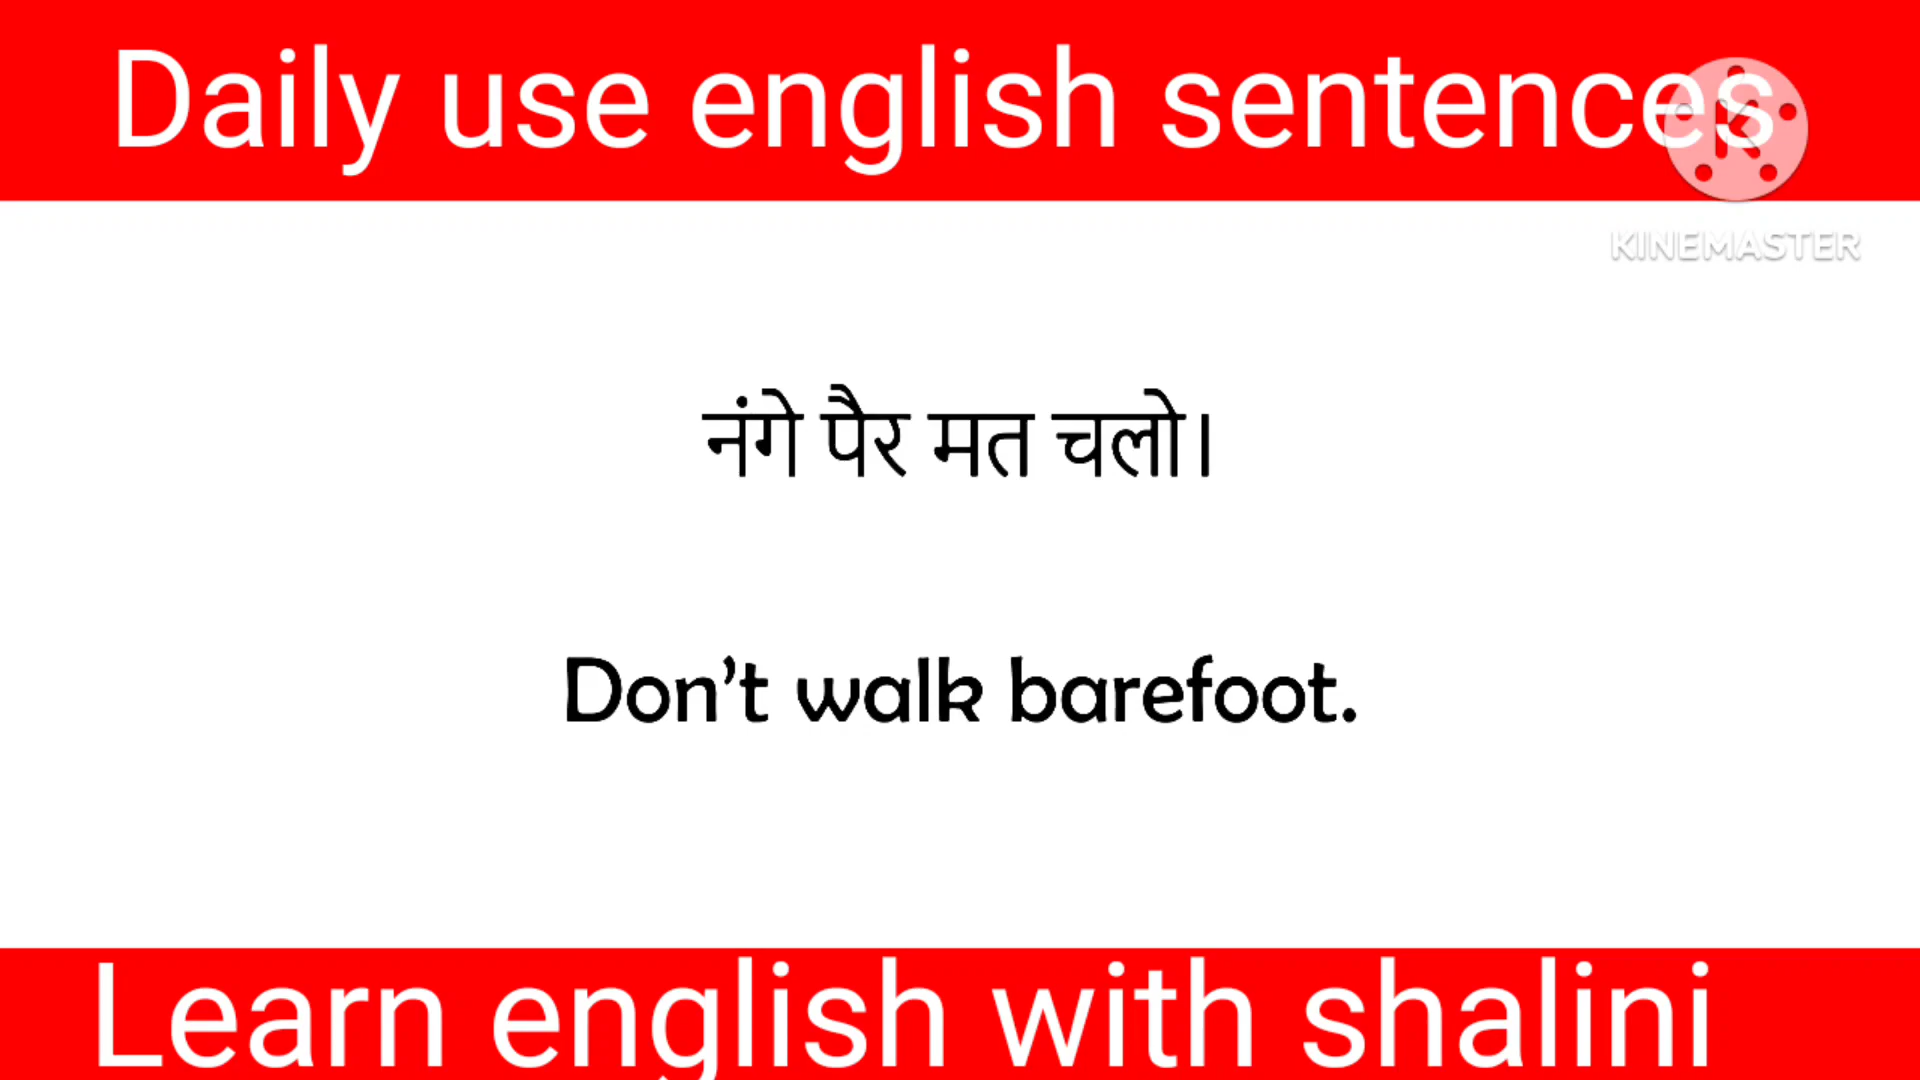 Daily use english sentences
KINEMASTER
नंगे पैर मत चलो।
Don’t walk barefoot.
Learn english with shalini